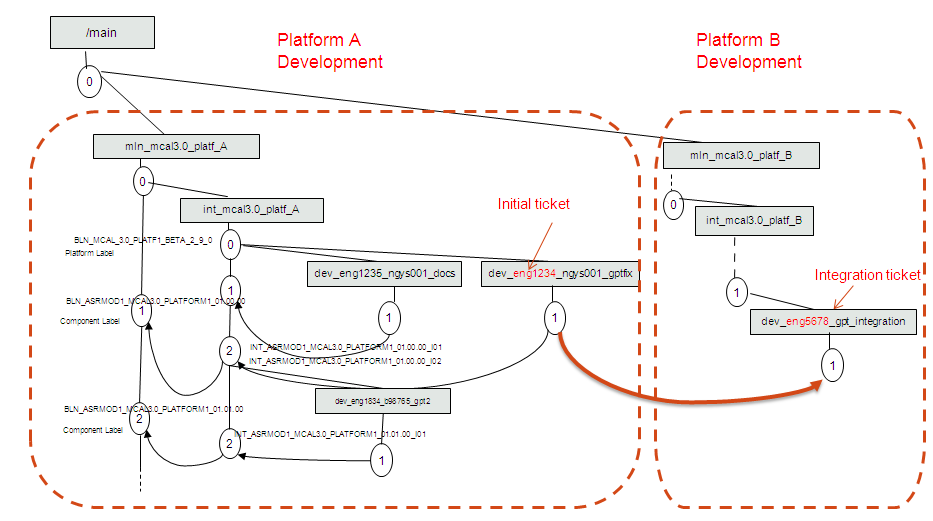 /main
Platform A
Development
Platform B
Development
0
mln_mcal3.0_platf_A
mln_mcal3.0_platf_B
0
int_mcal3.0_platf_A
Initial ticket
0
int_mcal3.0_platf_B
BLN_MCAL_3.0_PLATF1_BETA_2_9_0
0
Platform Label
dev_eng1235_ngys001_docs
dev_eng1234_ngys001_gptfix
Integration ticket
1
1
BLN_ASRMOD1_MCAL3.0_PLATFORM1_01.00.00
1
Component Label
1
1
dev_eng5678_gpt_integration
INT_ASRMOD1_MCAL3.0_PLATFORM1_01.00.00_I01
2
INT_ASRMOD1_MCAL3.0_PLATFORM1_01.00.00_I02
1
dev_eng1834_b98765_gpt2
BLN_ASRMOD1_MCAL3.0_PLATFORM1_01.01.00
2
Component Label
INT_ASRMOD1_MCAL3.0_PLATFORM1_01.01.00_I01
2
1